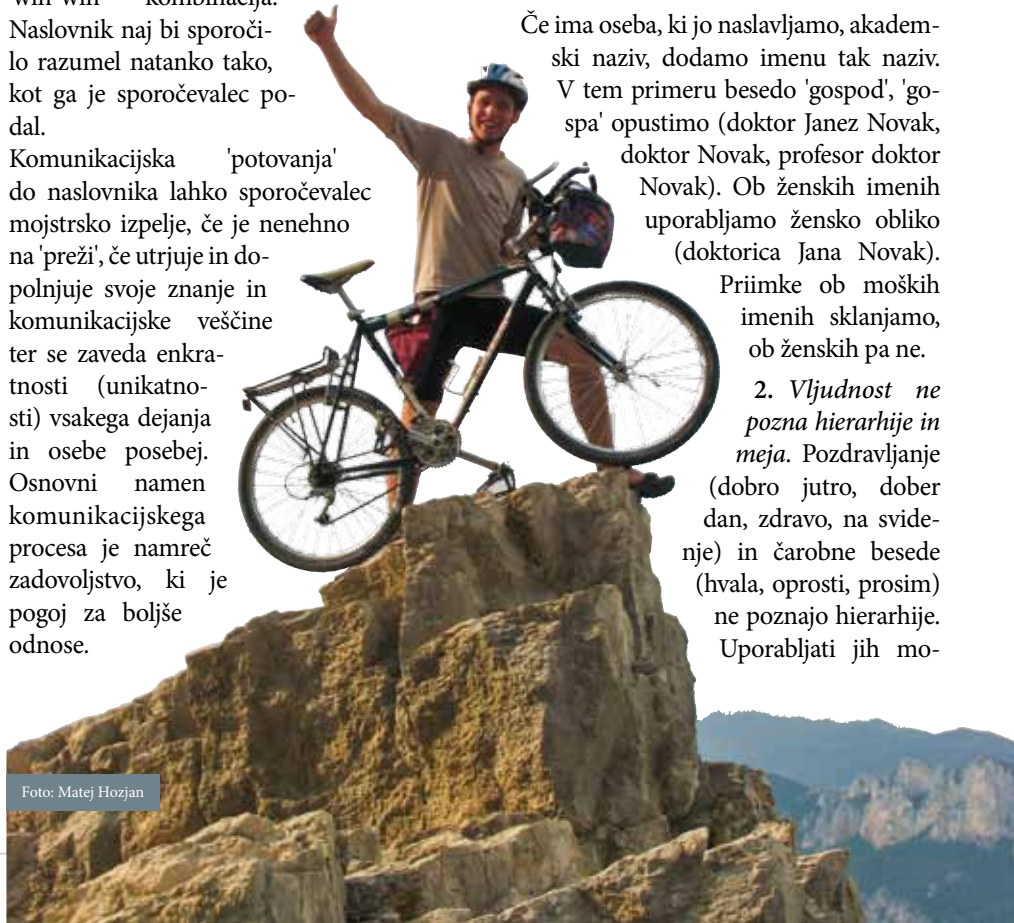 kombinacija.
Naslovnik naj bi sporoči-
lo razumel natanko tako,
kot ga je sporočevalec po-
dal.
Komunikacijska 'potovanja'
do naslovnika lahko sporočevalec
mojstrsko izpelje, če je nenehno
na 'preži', če utrjuje in do-
polnjuje svoje znanje in
komunikacijske veščine
ter se zaveda enkra-
tnosti (unikatno-
sti) vsakega dejanja
in osebe posebej.
Osnovni namen
komunikacijskega
procesa je namreč
zadovoljstvo, ki je
pogoj za boljše
odnose.
Če ima oseba, ki jo naslavljamo, akadem-
ski naziv, dodamo imenu tak naziv.
V tem primeru besedo 'gospod', 'go-
spa' opustimo (doktor Janez Novak,
doktor Novak, profesor doktor
Novak). Ob ženskih imenih
uporabljamo žensko obliko
(doktorica Jana Novak).
Priimke ob moških
imenih sklanjamo,
ob ženskih pa ne.
2. Vljudnost ne
pozna hierarhije in
meja. Pozdravljanje
(dobro jutro, dober
dan, zdravo, na svide-
nje) in čarobne besede
(hvala, oprosti, prosim)
ne poznajo hierarhije.
Uporabljati jih mo-
Foto: Matej Hozjan